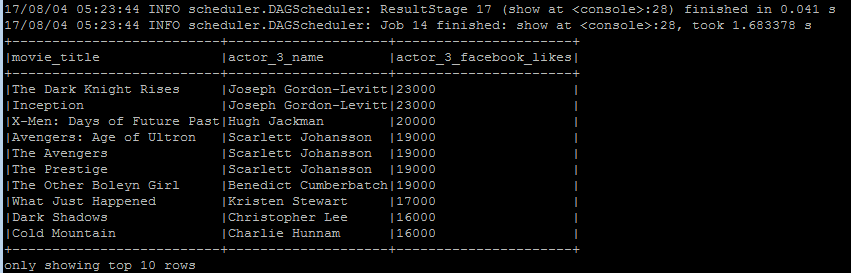 17/08/04 05:23:44 INFO scheduler.DAGScheduler: ResultStage 17 (show at <console>:28) finished in 0.041 s
17/08/04 05:23:44 INFO scheduler.DAGScheduler: Job 14 finished: show at <console>:28, took 1.683378 s
+--------------------------+--------------------+----------------------+
|movie_title               |actor_3_name        |actor_3_facebook_likes|
+--------------------------+--------------------+----------------------+
|The Dark Knight Rises     |Joseph Gordon-Levitt|23000                 |
|Inception                 |Joseph Gordon-Levitt|23000                 |
|X-Men: Days of Future Past|Hugh Jackman        |20000                 |
|Avengers: Age of Ultron   |Scarlett Johansson  |19000                 |
|The Avengers              |Scarlett Johansson  |19000                 |
|The Prestige              |Scarlett Johansson  |19000                 |
|The Other Boleyn Girl     |Benedict Cumberbatch|19000                 |
|What Just Happened        |Kristen Stewart     |17000                 |
|Dark Shadows              |Christopher Lee     |16000                 |
|Cold Mountain             |Charlie Hunnam      |16000                 |
+--------------------------+--------------------+----------------------+
only showing top 10 rows